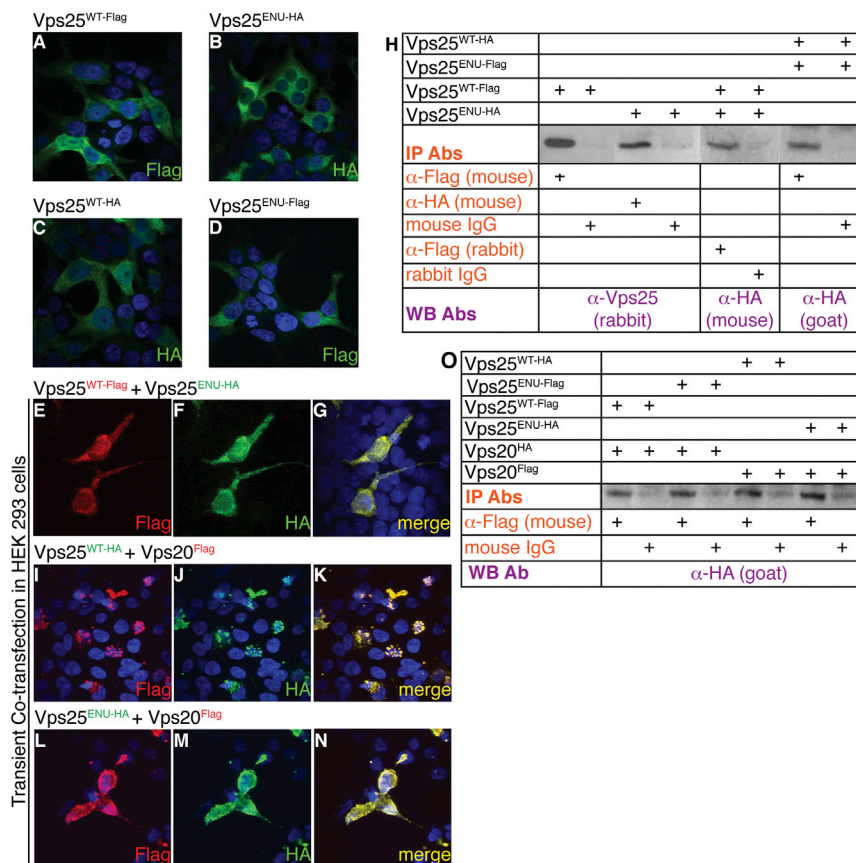 Vps25WT-Flag
Vps25ENU-HA
A
B
Flag
HA
Vps25WT-HA
Vps25ENU-Flag
C
D
HA
Flag
Transient Co-transfection in HEK 293 cells
Vps25WT-Flag + Vps25ENU-HA
E
F
G
Flag
HA
merge
Vps25WT-HA + Vps20Flag
I
J
K
Flag
HA
merge
Vps25ENU-HA + Vps20Flag
L
M
N
Flag
HA
merge
H
Vps25WT-HA + +
Vps25ENU-Flag + +
Vps25WT-Flag + + + +
Vps25ENU-HA + + + +
IP Abs
α-Flag (mouse) + +
α-HA (mouse) +
mouse IgG + + +
α-Flag (rabbit) +
rabbit IgG +
WB Abs
α-Vps25 (rabbit)
α-HA (mouse)
α-HA (goat)
O
Vps25WT-HA + +
Vps25ENU-Flag + +
Vps25WT-Flag + +
Vps25ENU-HA + +
Vps20HA + + + +
Vps20Flag + + + +
IP Abs
α-Flag (mouse) + + + +
mouse IgG + + + +
WB Ab α-HA (goat)